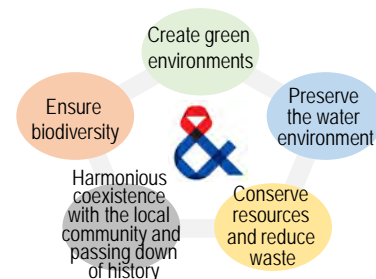 Create green
environments
Preserve
the water
environment
Conserve
resources
and reduce
waste
Harmonious
coexistence
with the local
community and
passing down
of history
Ensure
biodiversity